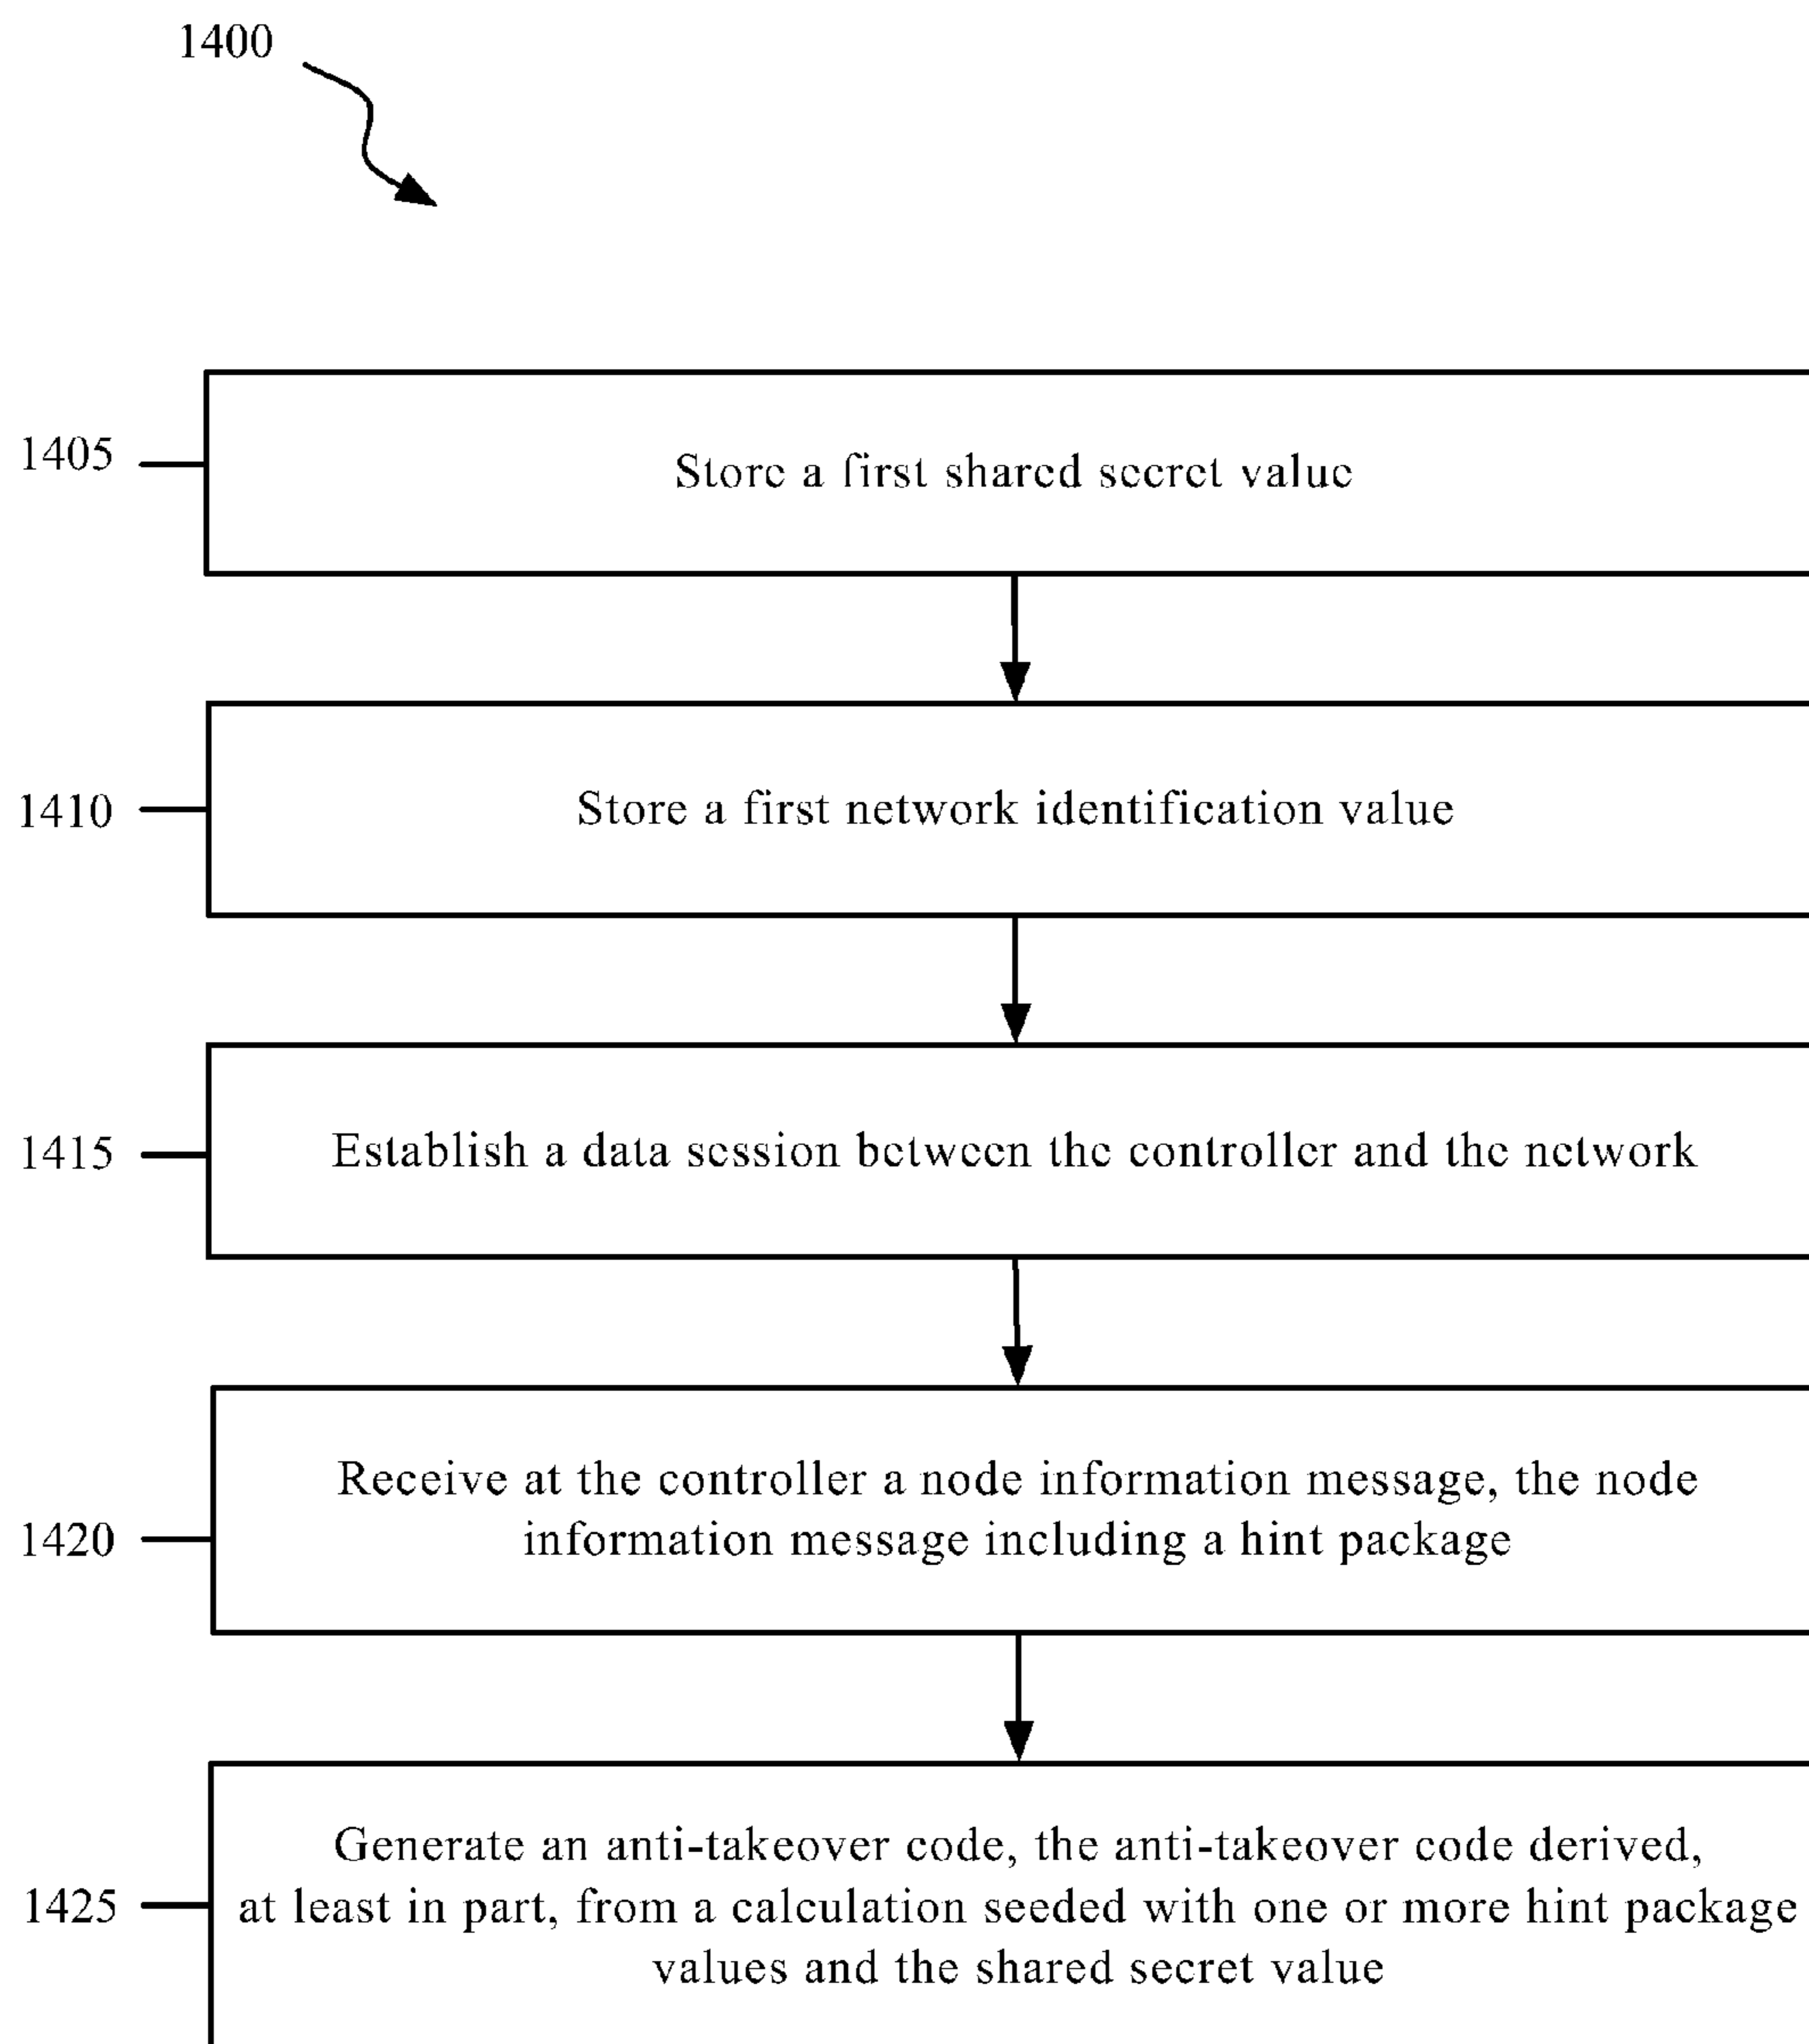 1400
1405
Store a first shared secret value
1410
Store a first network identification value
1415
Establish a data session between the controller and the network
1420
Receive at the controller a node information message, the node
information message including a hint package
1425
Generate an anti-takeover code, the anti-takeover code derived,
at least in part, from a calculation seeded with one or more hint package
values and the shared secret value